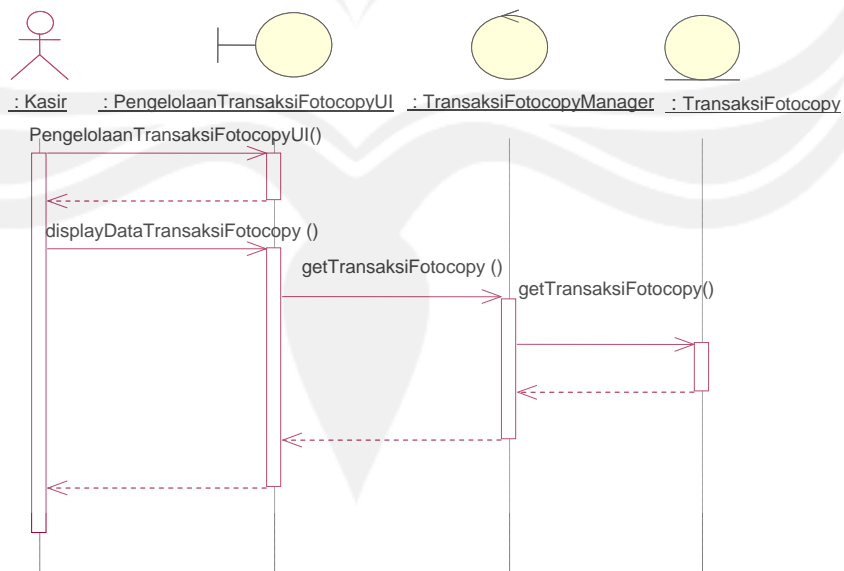 : Kasir
: PengelolaanTransaksiFotocopyUI
: TransaksiFotocopyManager
: TransaksiFotocopy
PengelolaanTransaksiFotocopyUI()
displayDataTransaksiFotocopy ()
getTransaksiFotocopy ()
getTransaksiFotocopy()